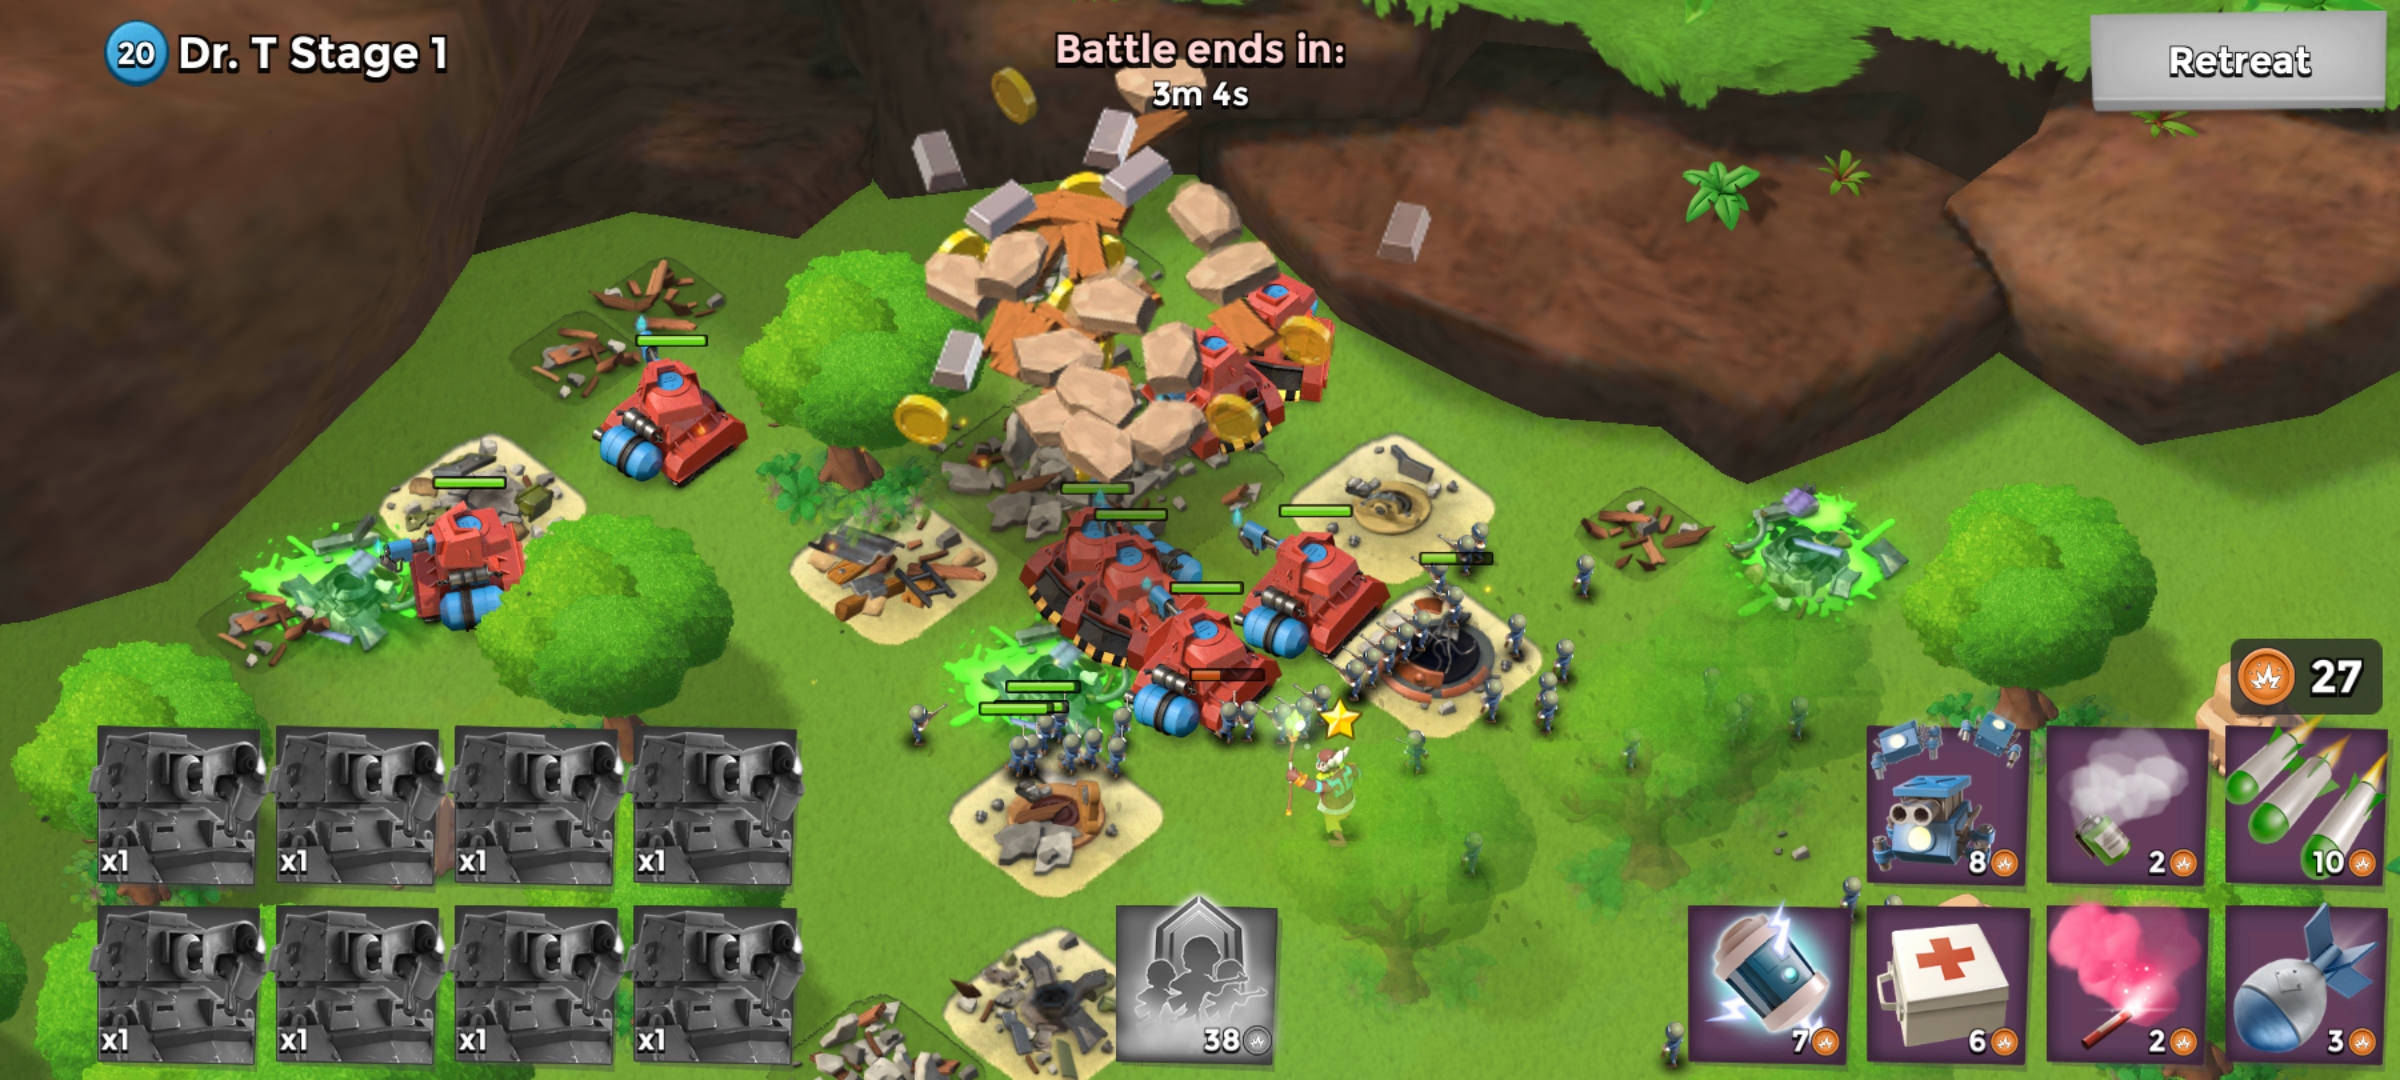 20 Dr. T Stage 1
Battle ends in:
3m 4s
Retreat
27
x1 x1 x1 x1
8 2 10
x1 x1 x1 x1
38
7 6 2 3